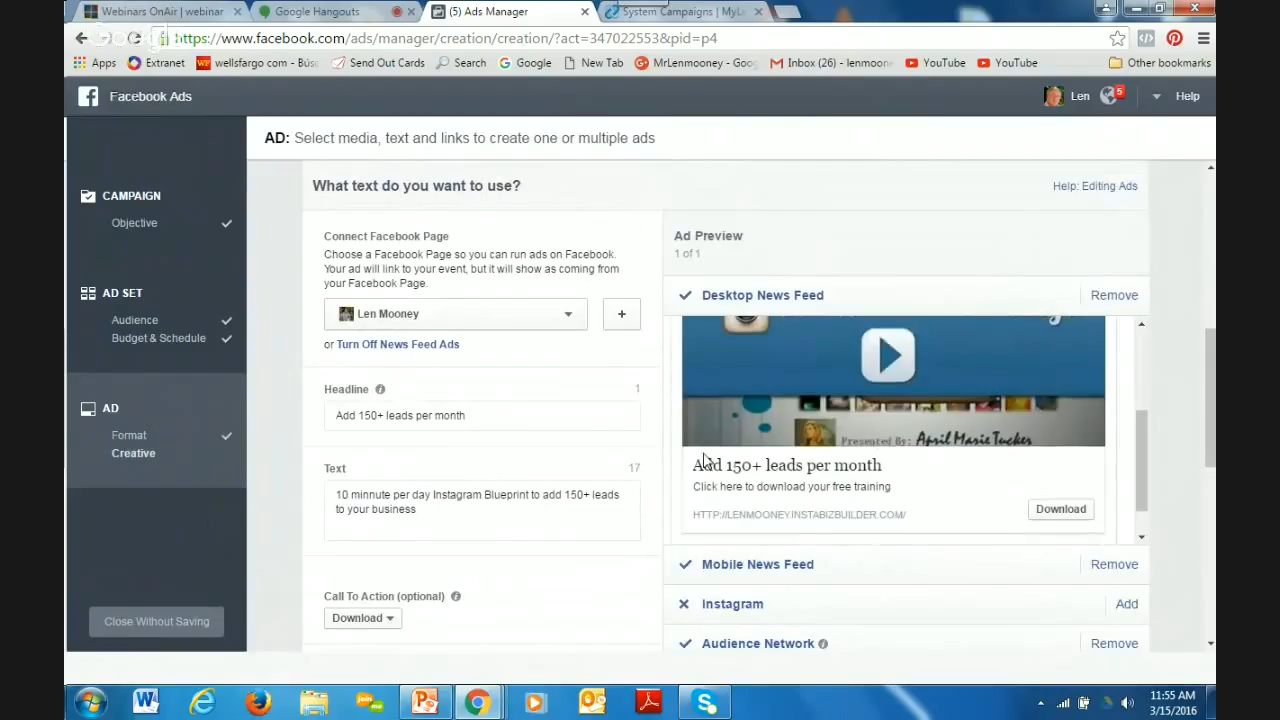 Webinars OnAir | webinar
Google Hangouts
(5) Ads Manager
System Campaigns | MyLe
https://www.facebook.com/ads/manager/creation/creation/?act=347022553&pid=p4
Apps
Extranet
wellsfargo.com - Bús
Send Out Cards
Search
Google
New Tab
MrLenmooney - Goo
Inbox (26) - lenmoone
YouTube
YouTube
Other bookmarks
Facebook Ads
Len
5
Help
AD: Select media, text and links to create one or multiple ads
CAMPAIGN
Objective
AD SET
Audience
Budget & Schedule
AD
Format
Creative
Close Without Saving
What text do you want to use?
Help: Editing Ads
Connect Facebook Page
Choose a Facebook Page so you can run ads on Facebook.
Your ad will link to your event, but it will show as coming from
your Facebook Page.
Len Mooney
+
or Turn Off News Feed Ads
Headline
1
Add 150+ leads per month
Text
17
10 minnute per day Instagram Blueprint to add 150+ leads
to your business
Call To Action (optional)
Download
Ad Preview
1 of 1
Desktop News Feed
Remove
Presented By: April Marie Tucker
Add 150+ leads per month
Click here to download your free training
HTTP://LENMOONEY.INSTABIZBUILDER.COM/
Download
Mobile News Feed
Remove
Instagram
Add
Audience Network
Remove
11:55 AM
3/15/2016